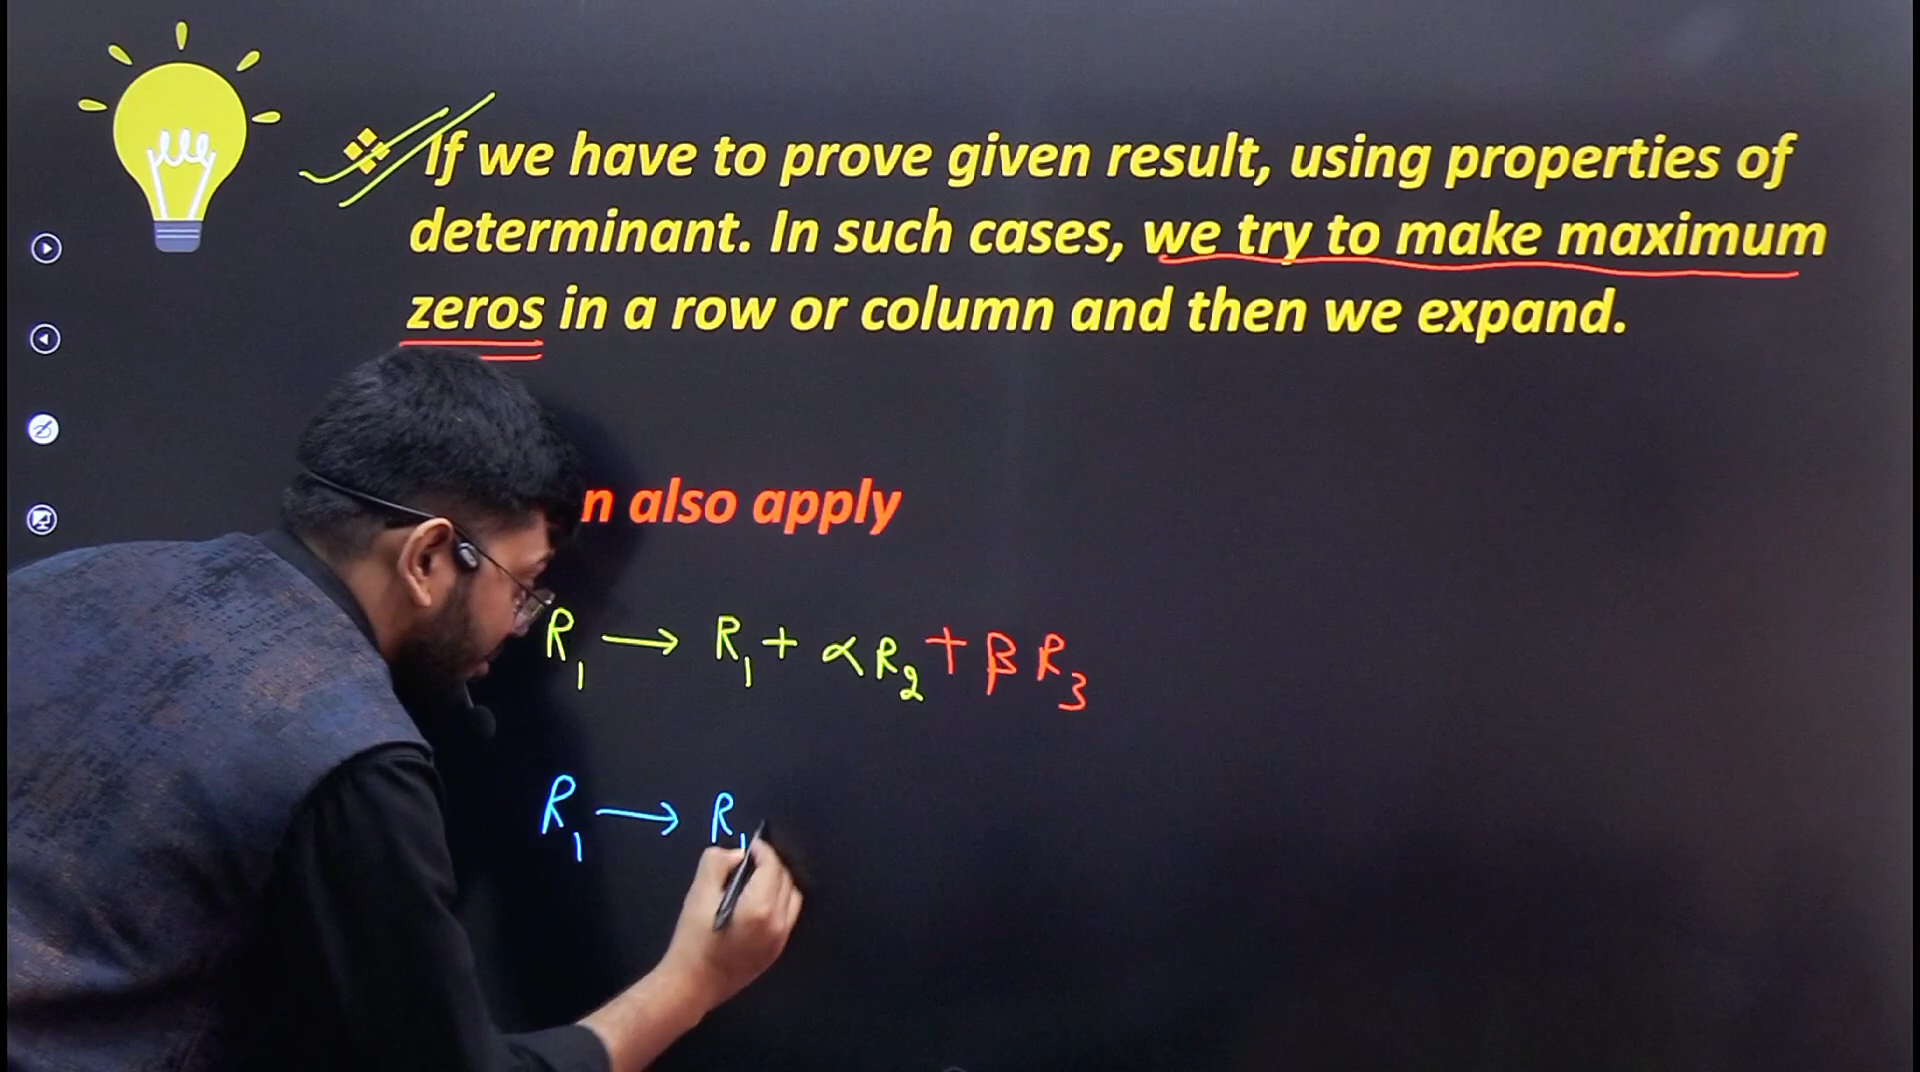 If we have to prove given result, using properties of
determinant. In such cases, we try to make maximum
zeros in a row or column and then we expand.
also apply
R₁ → R₁ + αR₂ + βR₃
R₁ → R₁